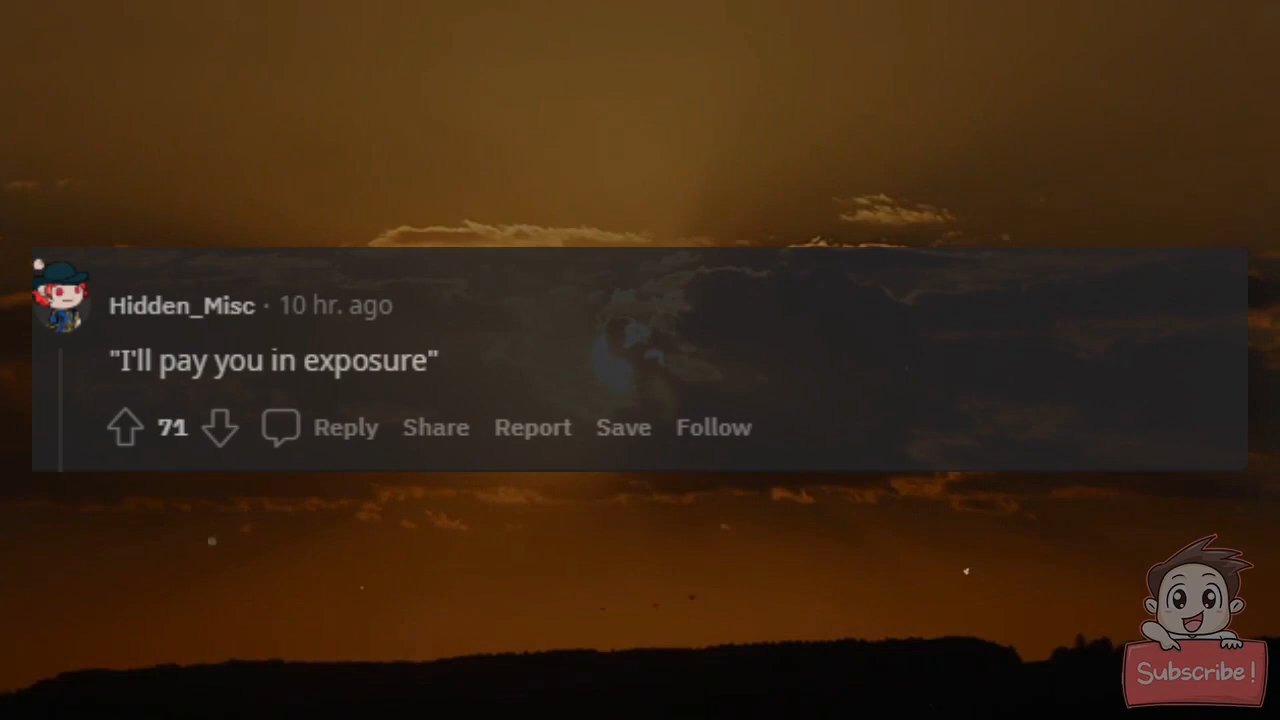 Hidden_Misc · 10 hr. ago
"I'll pay you in exposure"
71 Reply Share Report Save Follow
Subscribe!